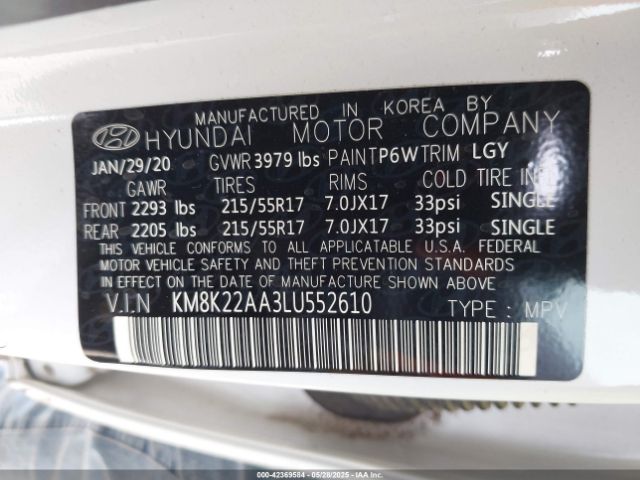 MANUFACTURED IN KOREA BY
HYUNDAI MOTOR COMPANY
JAN/29/20 GVWR 3979 lbs PAINT P6W TRIM LGY
GAWR TIRES RIMS COLD TIRE IN
FRONT 2293 lbs 215/55R17 7.0JX17 33psi SINGLE
REAR 2205 lbs 215/55R17 7.0JX17 33psi SINGLE
THIS VEHICLE CONFORMS TO ALL APPLICABLE U.S.A. FEDERAL
MOTOR VEHICLE SAFETY AND THEFT PREVENTION STANDARDS
IN EFFECT ON THE DATE OF MANUFACTURE SHOWN ABOVE.
V.I.N KM8K22AA3LU552610 TYPE : MPV
000-42369584 05/28/2025 IAA